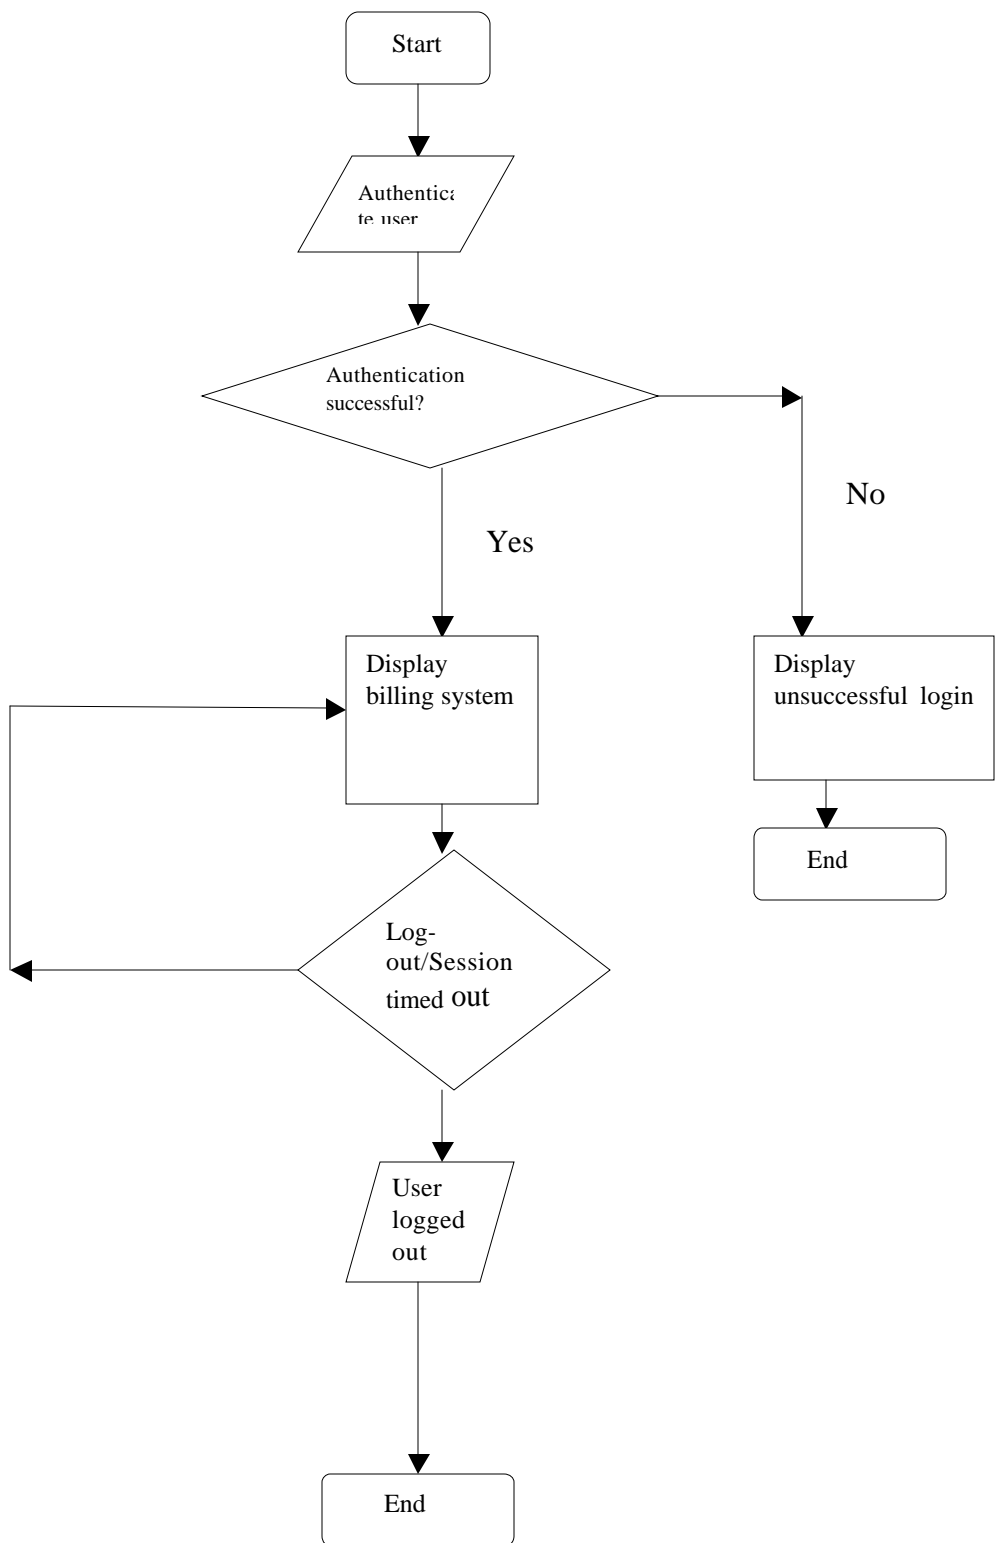 Start
Authentica
te user
Authentication
successful?
No
Yes
Display
billing system
Display
unsuccessful login
End
Log-
out/Session
timed out
User
logged
out
End